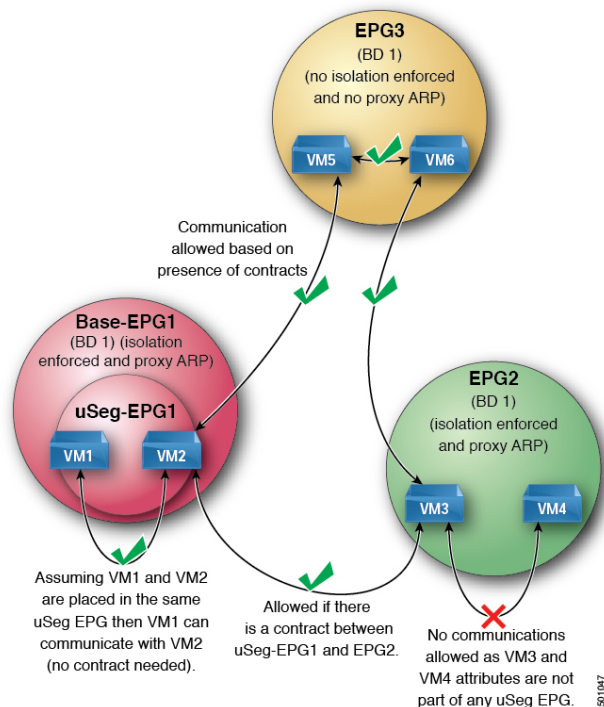 EPG3
(BD 1)
(no isolation enforced
and no proxy ARP)
VM5
VM6
Communication
allowed based on
presence of contracts
Base-EPG1
(BD 1) (isolation
enforced and proxy ARP)
uSeg-EPG1
VM1
VM2
EPG2
(BD 1)
(isolation enforced
and proxy ARP)
VM3
VM4
Assuming VM1 and VM2
are placed in the same
uSeg EPG then VM1 can
communicate with VM2
(no contract needed).
Allowed if there
is a contract between
uSeg-EPG1 and EPG2.
No communications
allowed as VM3 and
VM4 attributes are not
part of any uSeg EPG.
501047